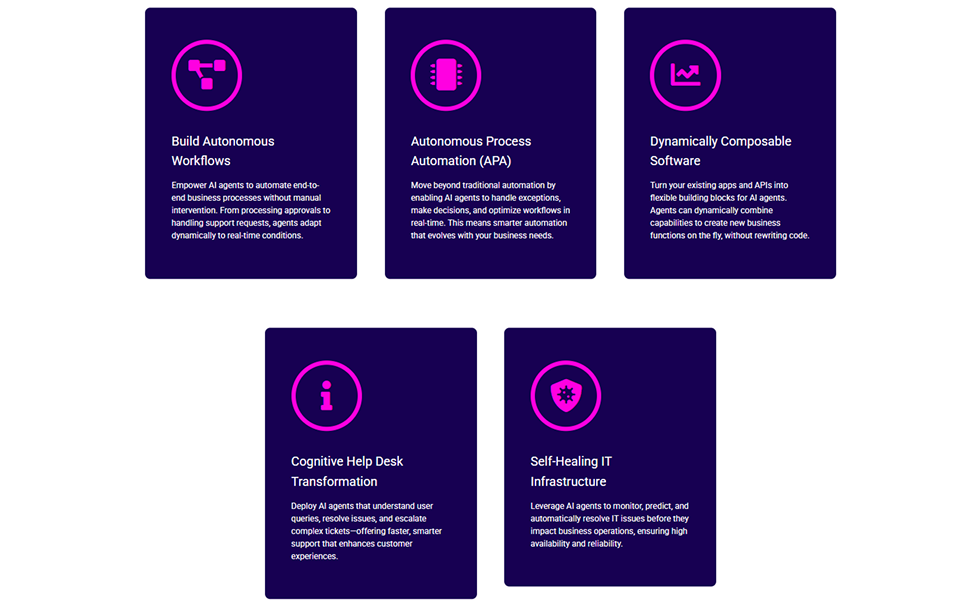 Build Autonomous
Workflows
Empower AI agents to automate end-to-
end business processes without manual
intervention. From processing approvals to
handling support requests, agents adapt
dynamically to real-time conditions.
Autonomous Process
Automation (APA)
Move beyond traditional automation by
enabling AI agents to handle exceptions,
make decisions, and optimize workflows in
real-time. This means smarter automation
that evolves with your business needs.
Dynamically Composable
Software
Turn your existing apps and APIs into
flexible building blocks for AI agents.
Agents can dynamically combine
capabilities to create new business
functions on the fly, without rewriting code.
Cognitive Help Desk
Transformation
Deploy AI agents that understand user
queries, resolve issues, and escalate
complex tickets—offering faster, smarter
support that enhances customer
experiences.
Self-Healing IT
Infrastructure
Leverage AI agents to monitor, predict, and
automatically resolve IT issues before they
impact business operations, ensuring high
availability and reliability.